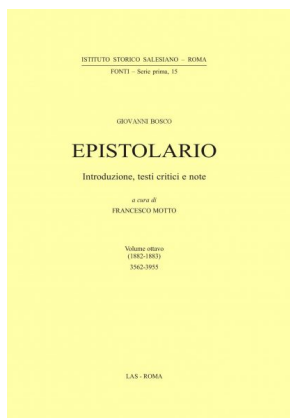 ISTITUTO STORICO SALESIANO – ROMA
FONTI – Serie prima, 15
GIOVANNI BOSCO
EPISTOLARIO
Introduzione, testi critici e note
a cura di
FRANCESCO MOTTO
Volume ottavo
(1882-1883)
3562-3955
LAS - ROMA